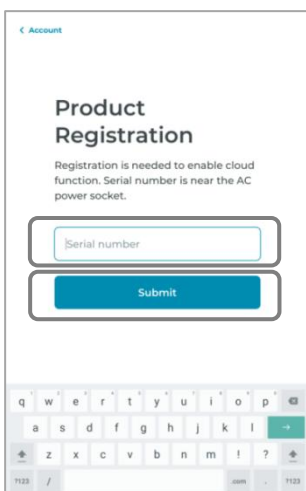 < Account
Product
Registration
Registration is needed to enable cloud
function. Serial number is near the AC
power socket.
Serial number
Submit
q w e r t y u i o p
a s d f g h j k l
z x c v b n m ! ?
?123 / .com . ?123